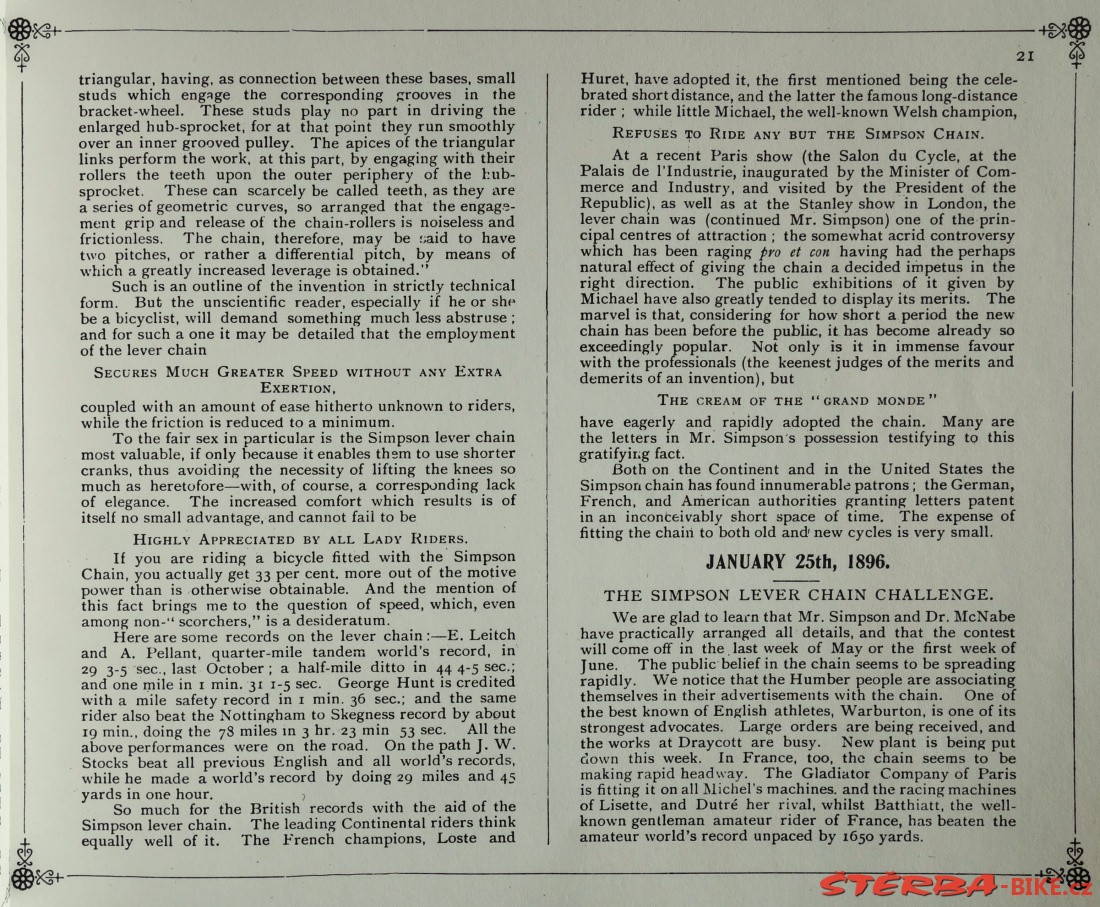 21
triangular, having, as connection between these bases, small
studs which engage the corresponding grooves in the
bracket-wheel. These studs play no part in driving the
enlarged hub-sprocket, for at that point they run smoothly
over an inner grooved pulley. The apices of the triangular
links perform the work, at this part, by engaging with their
rollers the teeth upon the outer periphery of the hub-
sprocket. These can scarcely be called teeth, as they are
a series of geometric curves, so arranged that the engage-
ment grip and release of the chain-rollers is noiseless and
frictionless. The chain, therefore, may be said to have
two pitches, or rather a differential pitch, by means of
which a greatly increased leverage is obtained."
Such is an outline of the invention in strictly technical
form. But the unscientific reader, especially if he or she
be a bicyclist, will demand something much less abstruse;
and for such a one it may be detailed that the employment
of the lever chain
SECURES MUCH GREATER SPEED WITHOUT ANY EXTRA
EXERTION,
coupled with an amount of ease hitherto unknown to riders,
while the friction is reduced to a minimum.
To the fair sex in particular is the Simpson lever chain
most valuable, if only because it enables them to use shorter
cranks, thus avoiding the necessity of lifting the knees so
much as heretofore—with, of course, a corresponding lack
of elegance. The increased comfort which results is of
itself no small advantage, and cannot fail to be
HIGHLY APPRECIATED BY ALL LADY RIDERS.
If you are riding a bicycle fitted with the Simpson
Chain, you actually get 33 per cent. more out of the motive
power than is otherwise obtainable. And the mention of
this fact brings me to the question of speed, which, even
among non-" scorchers," is a desideratum.
Here are some records on the lever chain:—E. Leitch
and A. Pellant, quarter-mile tandem world's record, in
29 3-5 sec., last October; a half-mile ditto in 44 4-5 sec.;
and one mile in 1 min. 31 1-5 sec. George Hunt is credited
with a mile safety record in 1 min. 36 sec.; and the same
rider also beat the Nottingham to Skegness record by about
19 min., doing the 78 miles in 3 hr. 23 min 53 sec. All the
above performances were on the road. On the path J. W.
Stocks beat all previous English and all world's records,
while he made a world's record by doing 29 miles and 45
yards in one hour.
So much for the British records with the aid of the
Simpson lever chain. The leading Continental riders think
equally well of it. The French champions, Loste and
Huret, have adopted it, the first mentioned being the cele-
brated short distance, and the latter the famous long-distance
rider; while little Michael, the well-known Welsh champion,
REFUSES TO RIDE ANY BUT THE SIMPSON CHAIN.
At a recent Paris show (the Salon du Cycle, at the
Palais de l'Industrie, inaugurated by the Minister of Com-
merce and Industry, and visited by the President of the
Republic), as well as at the Stanley show in London, the
lever chain was (continued Mr. Simpson) one of the prin-
cipal centres of attraction; the somewhat acrid controversy
which has been raging pro et con having had the perhaps
natural effect of giving the chain a decided impetus in the
right direction. The public exhibitions of it given by
Michael have also greatly tended to display its merits. The
marvel is that, considering for how short a period the new
chain has been before the public, it has become already so
exceedingly popular. Not only is it in immense favour
with the professionals (the keenest judges of the merits and
demerits of an invention), but
THE CREAM OF THE "GRAND MONDE"
have eagerly and rapidly adopted the chain. Many are
the letters in Mr. Simpson's possession testifying to this
gratifying fact.
Both on the Continent and in the United States the
Simpson chain has found innumerable patrons; the German,
French, and American authorities granting letters patent
in an inconceivably short space of time. The expense of
fitting the chain to both old and new cycles is very small.
JANUARY 25th, 1896.
THE SIMPSON LEVER CHAIN CHALLENGE.
We are glad to learn that Mr. Simpson and Dr. McNabe
have practically arranged all details, and that the contest
will come off in the last week of May or the first week of
June. The public belief in the chain seems to be spreading
rapidly. We notice that the Humber people are associating
themselves in their advertisements with the chain. One of
the best known of English athletes, Warburton, is one of its
strongest advocates. Large orders are being received, and
the works at Draycott are busy. New plant is being put
down this week. In France, too, the chain seems to be
making rapid headway. The Gladiator Company of Paris
is fitting it on all Michel's machines. and the racing machines
of Lisette, and Dutré her rival, whilst Batthiatt, the well-
known gentleman amateur rider of France, has beaten the
amateur world's record unpaced by 1650 yards.
STERBA-BIKE.cz